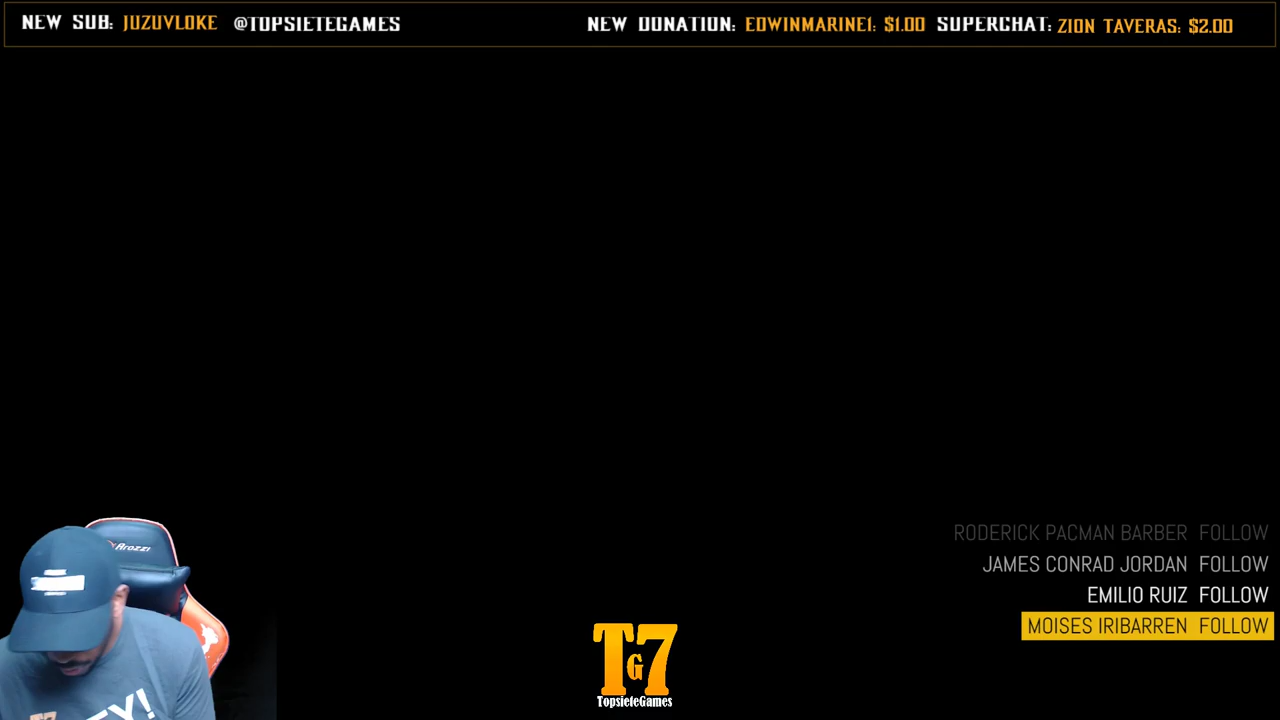 NEW SUB: JUZUVLOKE @TOPSIETEGAMES NEW DONATION: EDWINMARINE1: $1.00 SUPERCHAT: ZION TAVERAS: $2.00
RODERICK PACMAN BARBER FOLLOW
JAMES CONRAD JORDAN FOLLOW
EMILIO RUIZ FOLLOW
MOISES IRIBARREN FOLLOW
Arozzi
TG7
TopsieteGames